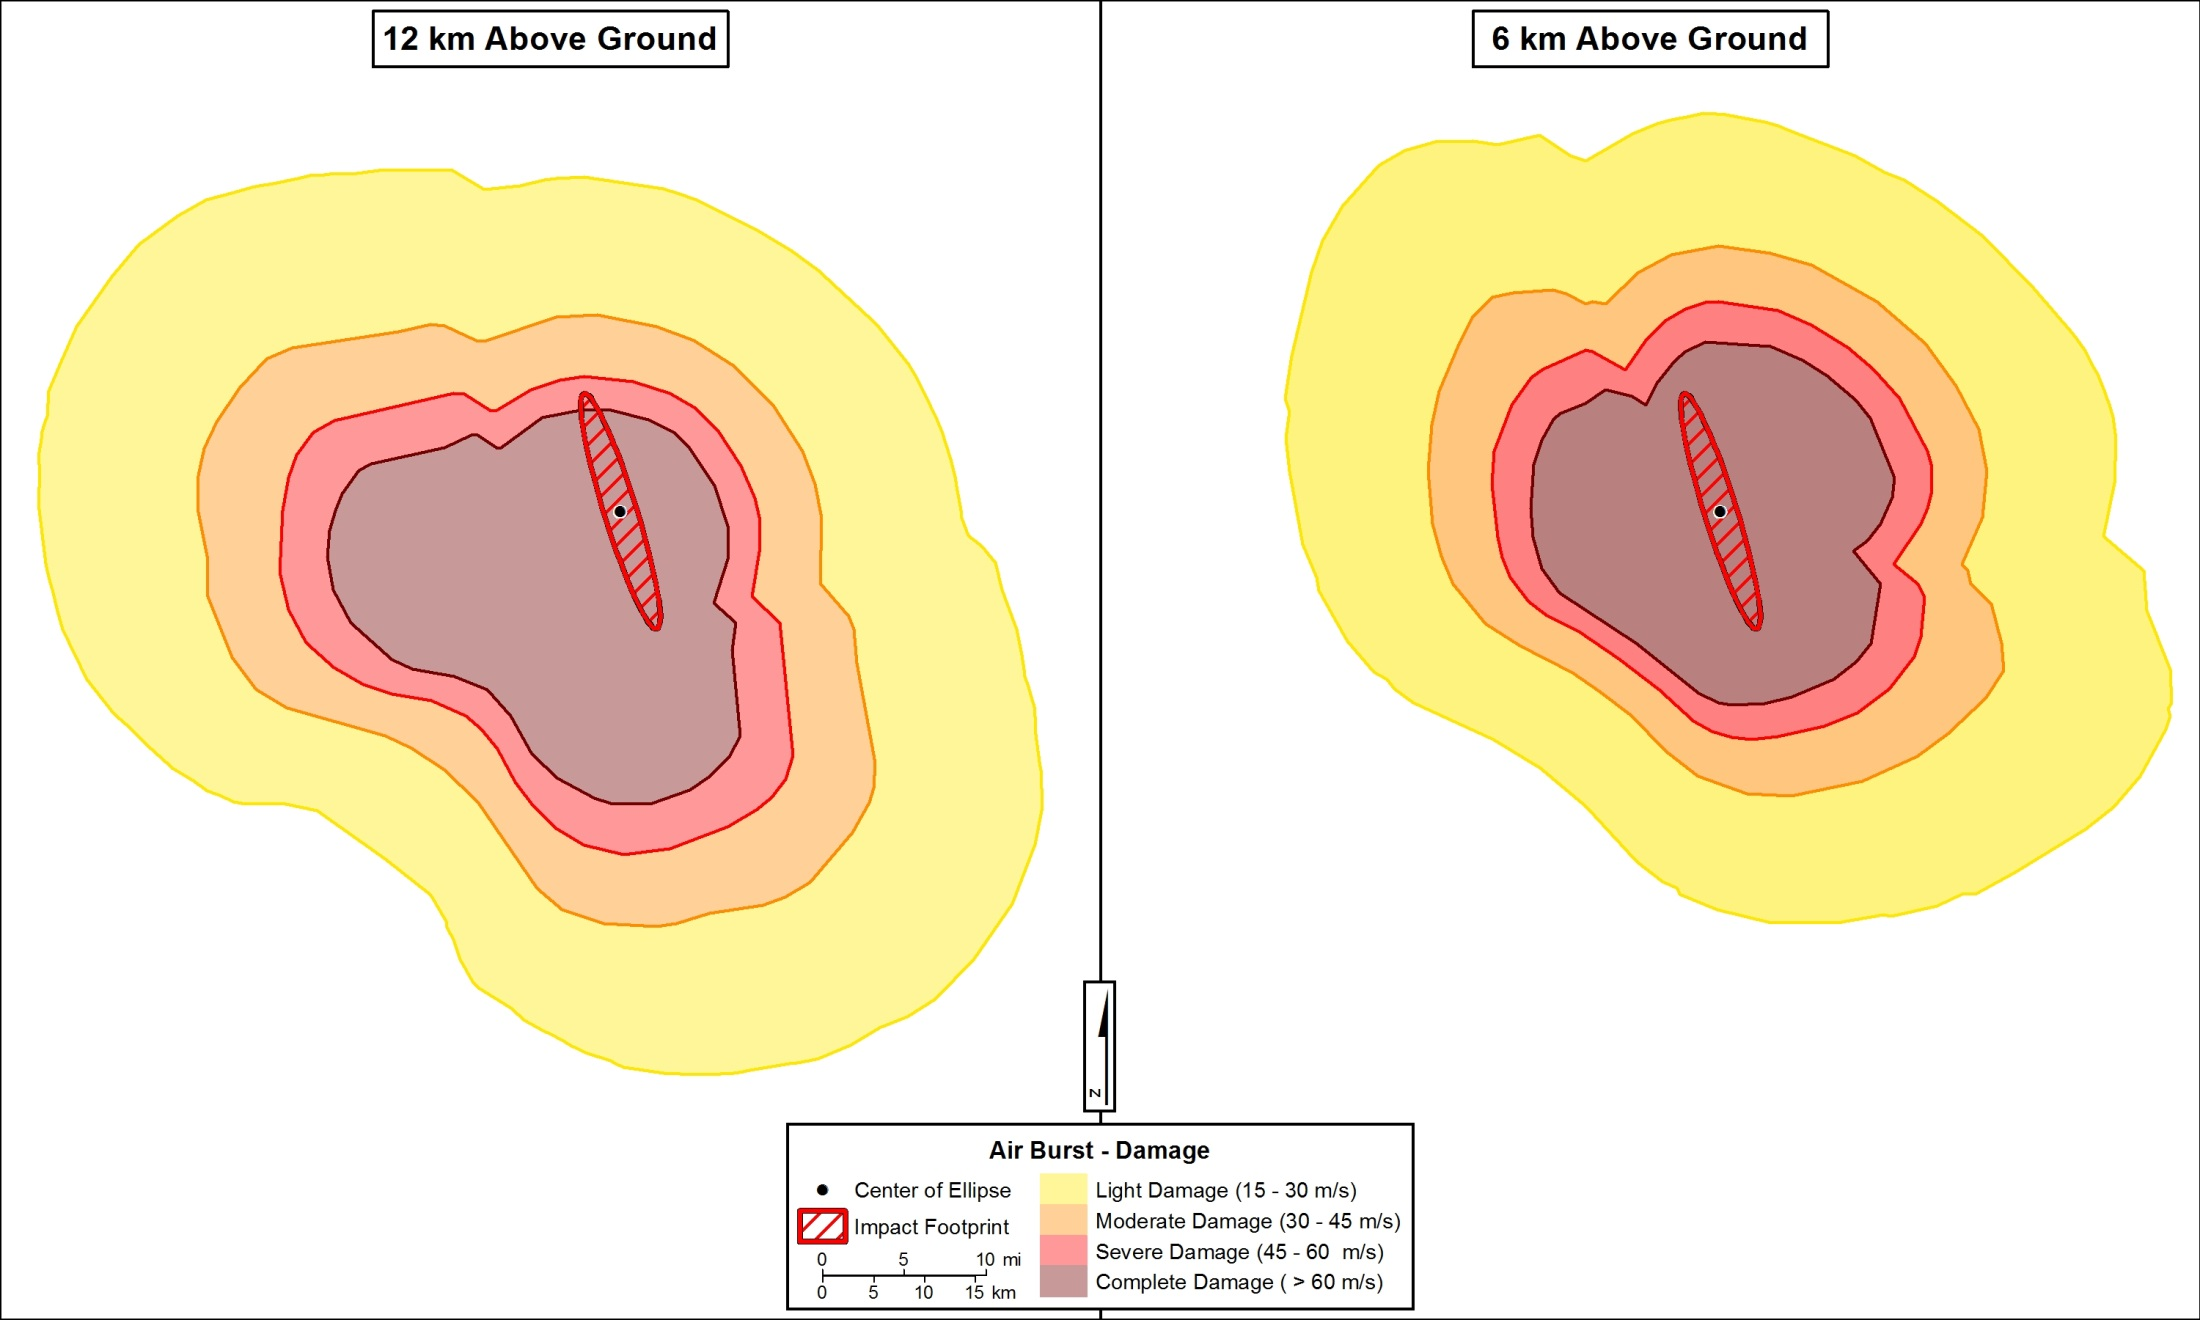 12 km Above Ground
6 km Above Ground
N
Air Burst - Damage
Center of Ellipse
Impact Footprint
0 5 10 mi
0 5 10 15 km
Light Damage (15 - 30 m/s)
Moderate Damage (30 - 45 m/s)
Severe Damage (45 - 60 m/s)
Complete Damage ( > 60 m/s)